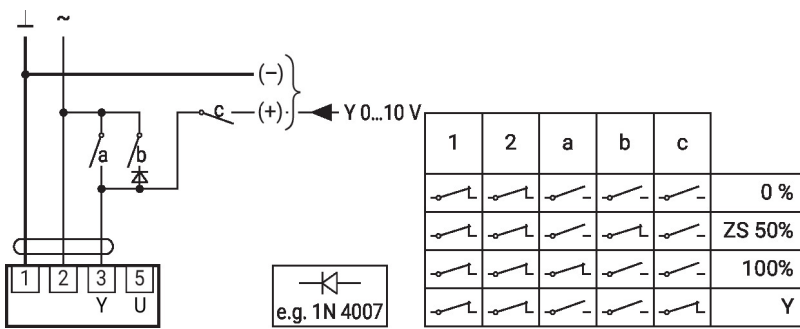 ⊥ ~
(–)
c (+) Y 0...10 V
a b
1 2 3 5
Y U
e.g. 1N 4007
1 2 a b c
0 %
ZS 50%
100%
Y